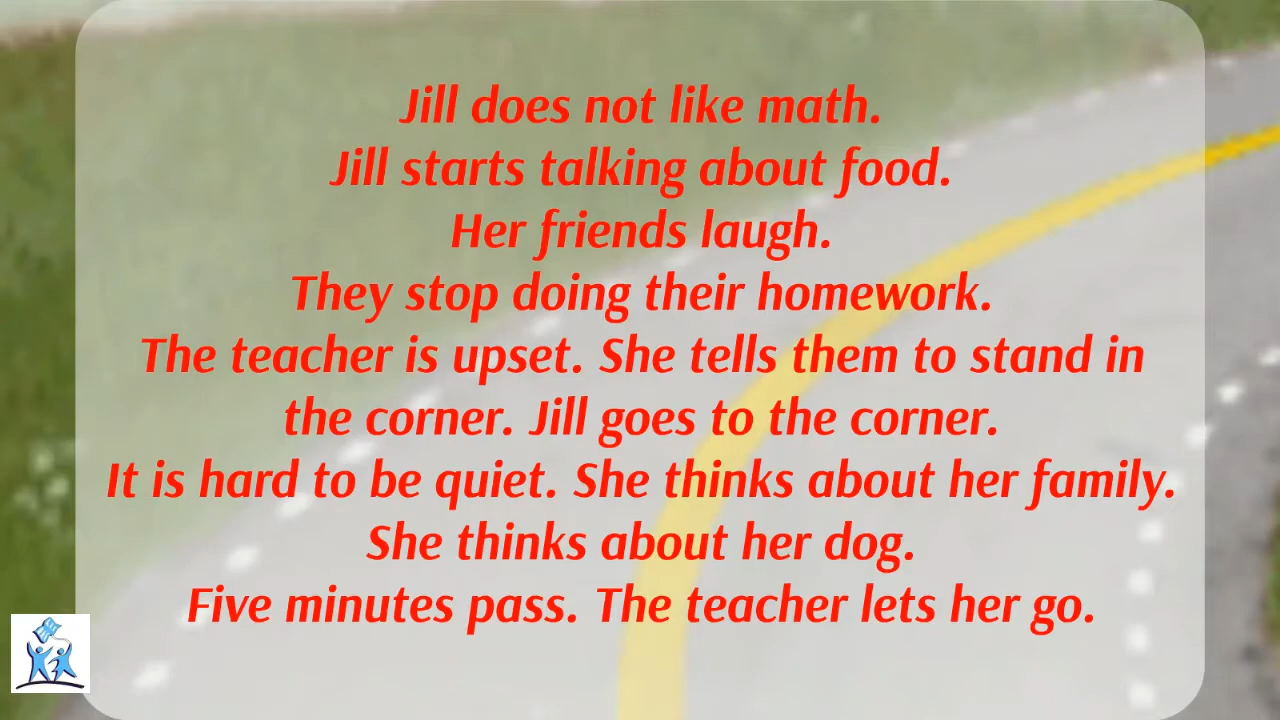 Jill does not like math.
Jill starts talking about food.
Her friends laugh.
They stop doing their homework.
The teacher is upset. She tells them to stand in
the corner. Jill goes to the corner.
It is hard to be quiet. She thinks about her family.
She thinks about her dog.
Five minutes pass. The teacher lets her go.